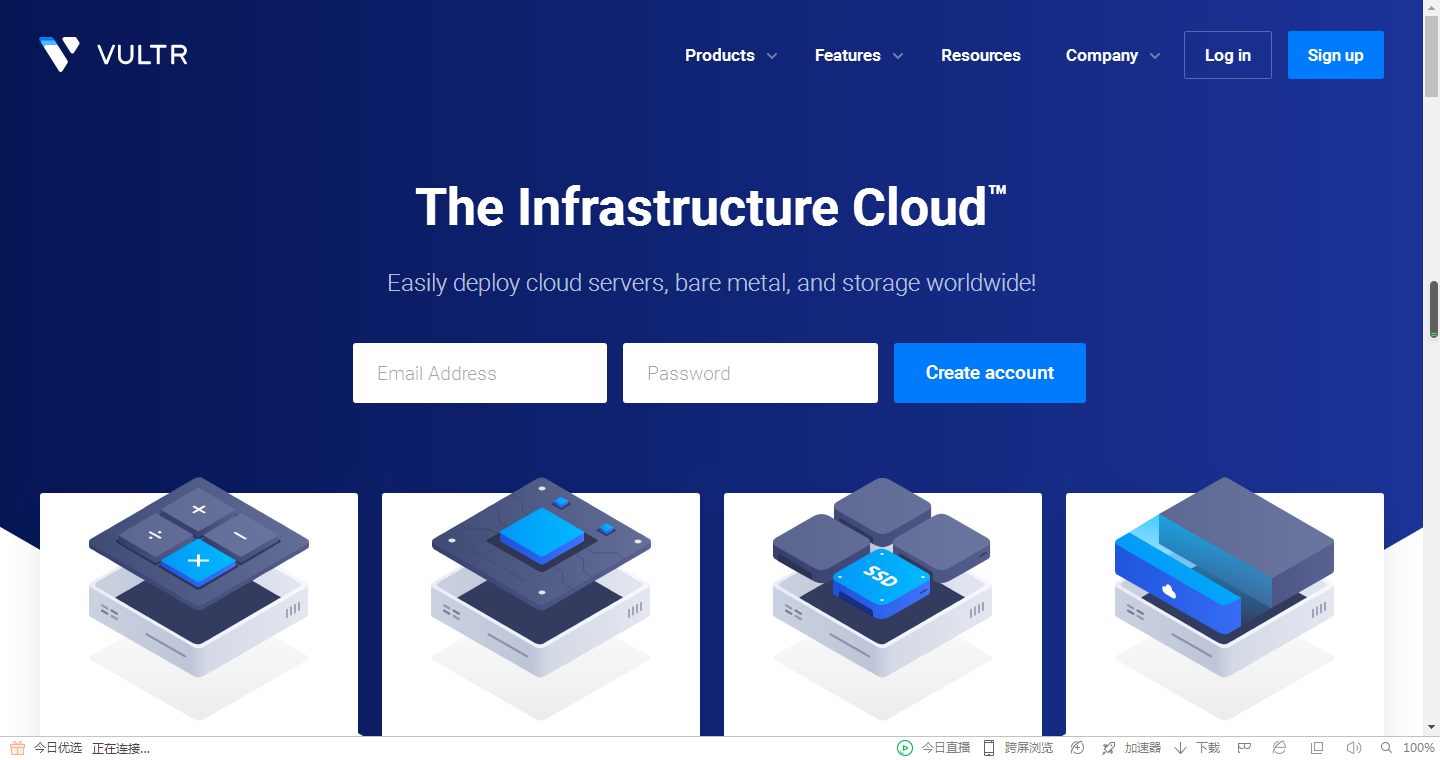 VULTR
Products Features Resources Company Log in Sign up
The Infrastructure Cloud™
Easily deploy cloud servers, bare metal, and storage worldwide!
Email Address Password Create account
SSD
今日优选 正在连接... 今日直播 跨屏浏览 加速器 下载 100%